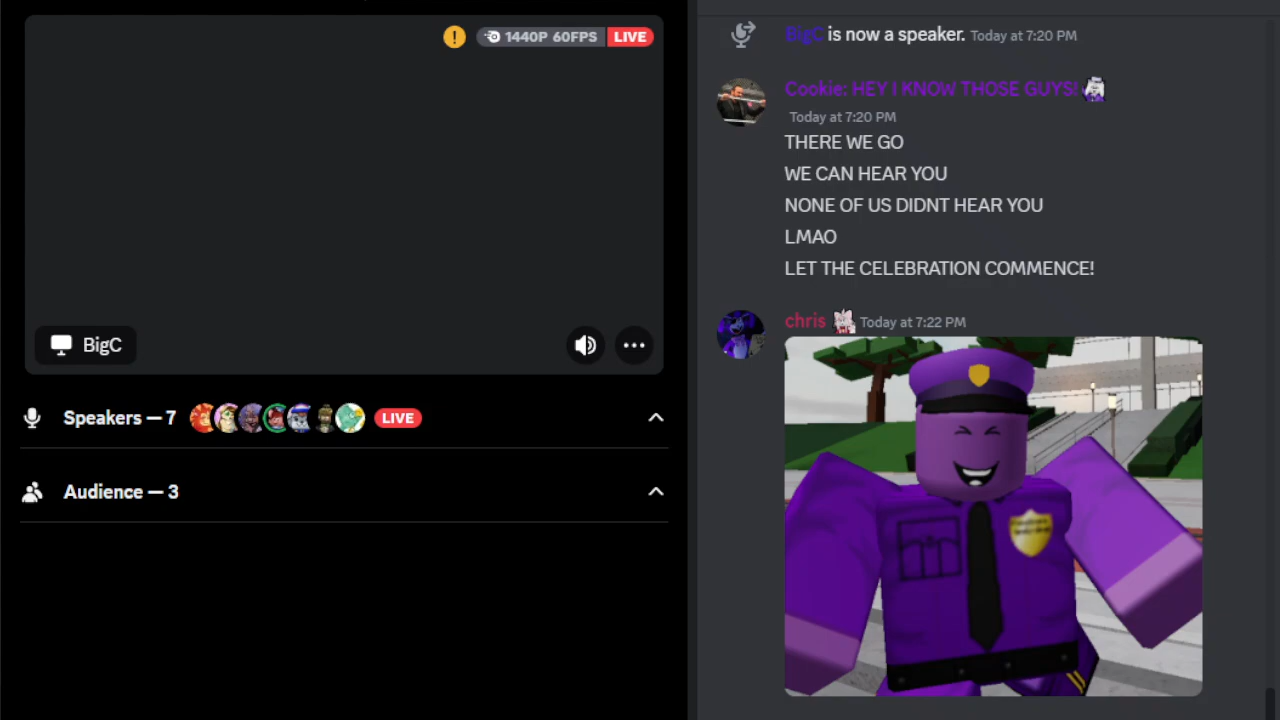 1440P 60FPS LIVE
BigC
Speakers — 7 LIVE
Audience — 3
BigC is now a speaker. Today at 7:20 PM
Cookie: HEY I KNOW THOSE GUYS!
Today at 7:20 PM
THERE WE GO
WE CAN HEAR YOU
NONE OF US DIDNT HEAR YOU
LMAO
LET THE CELEBRATION COMMENCE!
chris Today at 7:22 PM